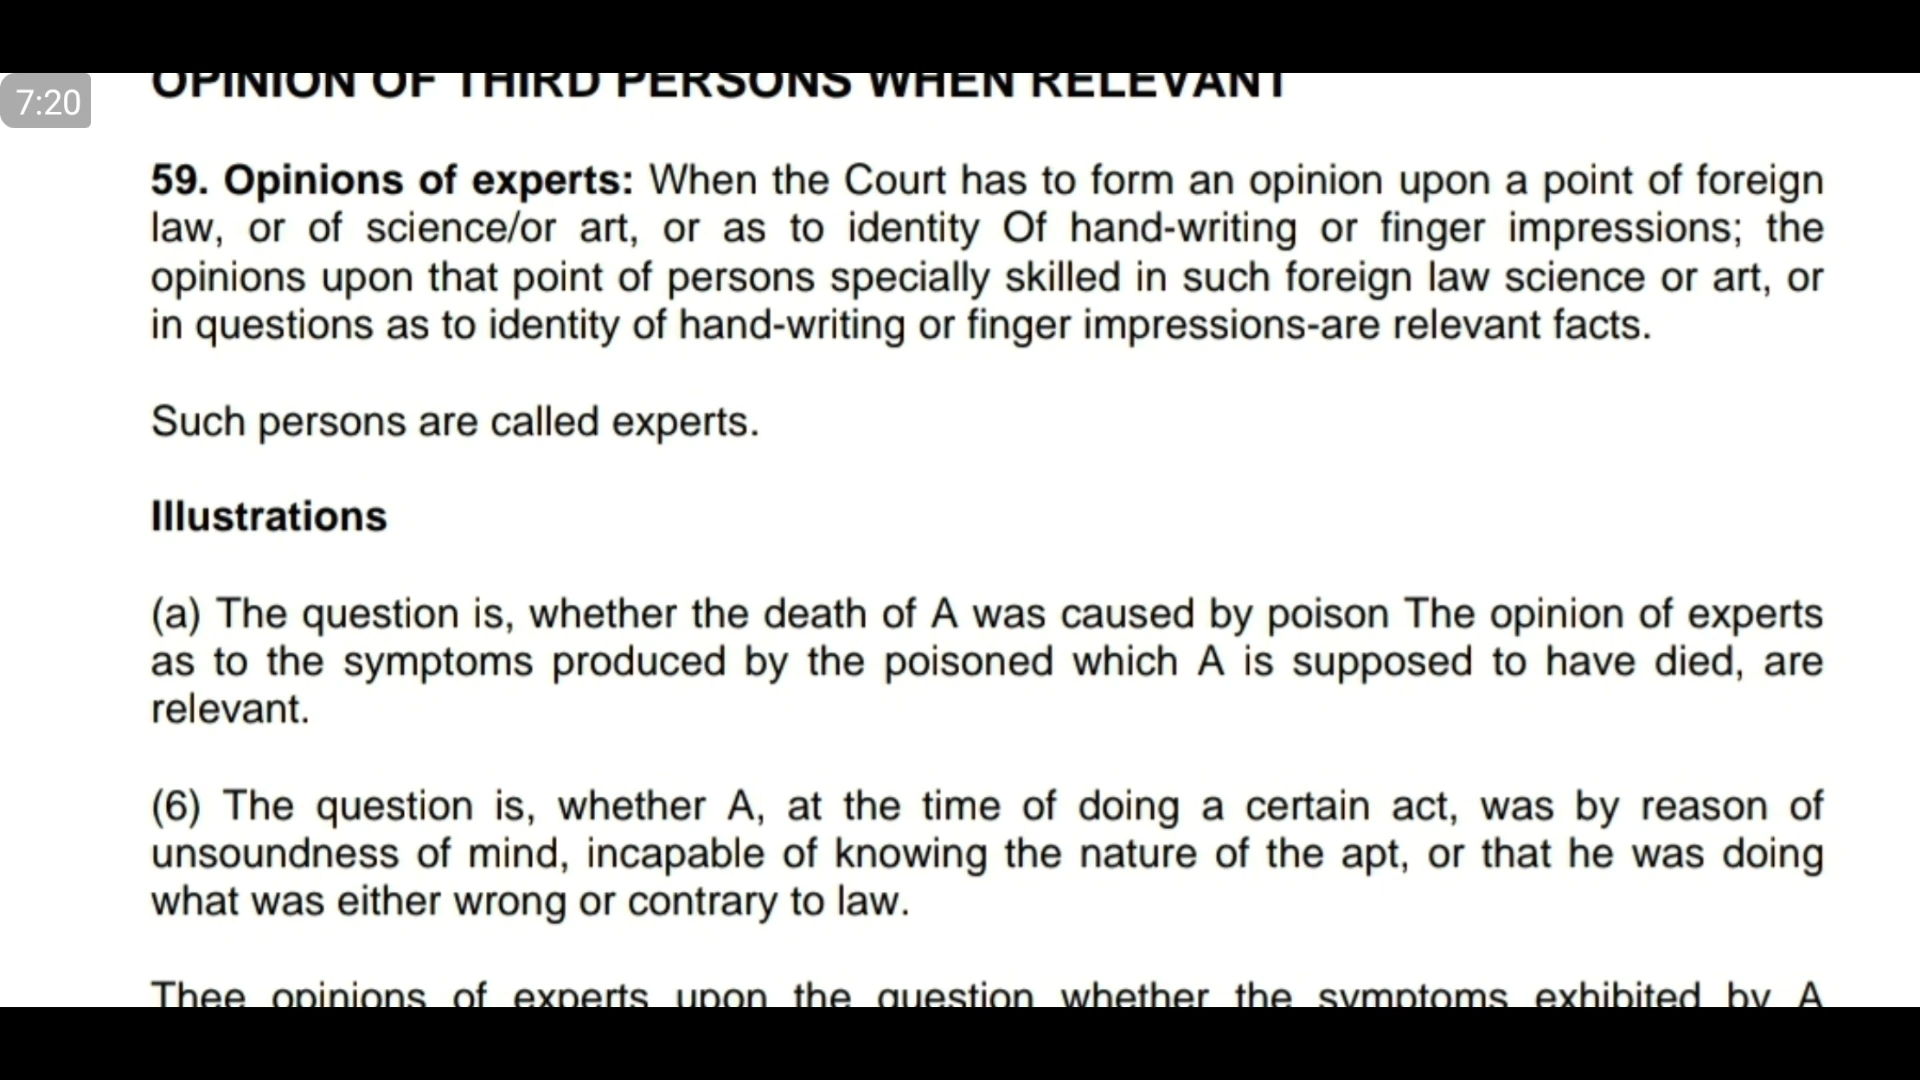 OPINION OF THIRD PERSONS WHEN RELEVANT
7:20
59. Opinions of experts: When the Court has to form an opinion upon a point of foreign
law, or of science/or art, or as to identity Of hand-writing or finger impressions; the
opinions upon that point of persons specially skilled in such foreign law science or art, or
in questions as to identity of hand-writing or finger impressions-are relevant facts.
Such persons are called experts.
Illustrations
(a) The question is, whether the death of A was caused by poison The opinion of experts
as to the symptoms produced by the poisoned which A is supposed to have died, are
relevant.
(6) The question is, whether A, at the time of doing a certain act, was by reason of
unsoundness of mind, incapable of knowing the nature of the apt, or that he was doing
what was either wrong or contrary to law.
Thee opinions of experts upon the question whether the symptoms exhibited by A